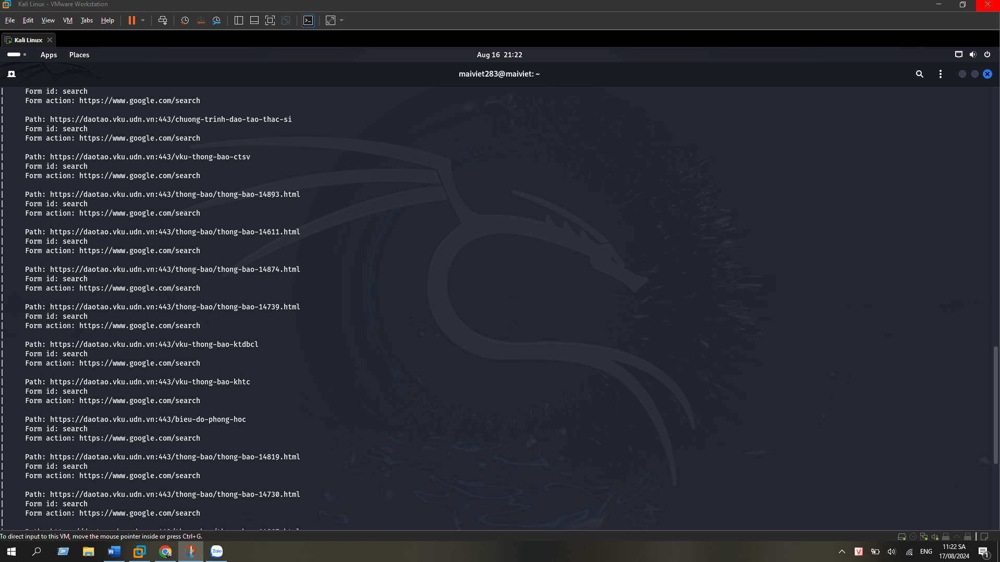 Kali Linux - VMware Workstation
File Edit View VM Tabs Help
Kali Linux
Apps Places Aug 16 21:22
maiviet283@maiviet: ~
| Form id: search
| Form action: https://www.google.com/search
|
| Path: https://daotao.vku.udn.vn:443/chuong-trinh-dao-tao-thac-si
| Form id: search
| Form action: https://www.google.com/search
|
| Path: https://daotao.vku.udn.vn:443/vku-thong-bao-ctsv
| Form id: search
| Form action: https://www.google.com/search
|
| Path: https://daotao.vku.udn.vn:443/thong-bao/thong-bao-14893.html
| Form id: search
| Form action: https://www.google.com/search
|
| Path: https://daotao.vku.udn.vn:443/thong-bao/thong-bao-14611.html
| Form id: search
| Form action: https://www.google.com/search
|
| Path: https://daotao.vku.udn.vn:443/thong-bao/thong-bao-14874.html
| Form id: search
| Form action: https://www.google.com/search
|
| Path: https://daotao.vku.udn.vn:443/thong-bao/thong-bao-14739.html
| Form id: search
| Form action: https://www.google.com/search
|
| Path: https://daotao.vku.udn.vn:443/vku-thong-bao-ktdbcl
| Form id: search
| Form action: https://www.google.com/search
|
| Path: https://daotao.vku.udn.vn:443/vku-thong-bao-khtc
| Form id: search
| Form action: https://www.google.com/search
|
| Path: https://daotao.vku.udn.vn:443/bieu-do-phong-hoc
| Form id: search
| Form action: https://www.google.com/search
|
| Path: https://daotao.vku.udn.vn:443/thong-bao/thong-bao-14819.html
| Form id: search
| Form action: https://www.google.com/search
|
| Path: https://daotao.vku.udn.vn:443/thong-bao/thong-bao-14730.html
| Form id: search
| Form action: https://www.google.com/search
|
To direct input to this VM, move the mouse pointer inside or press Ctrl+G.
Zalo
V
ENG
11:22 SA
17/08/2024
1